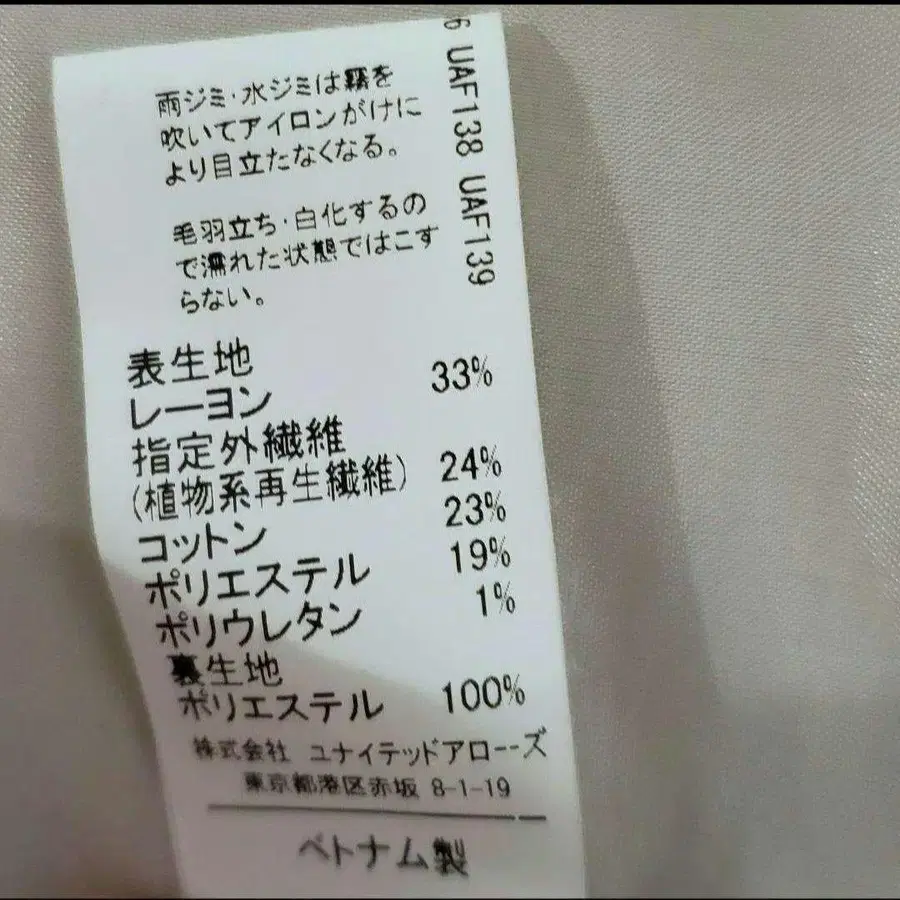 雨ジミ・水ジミは霧を
吹いてアイロンがけに
より目立たなくなる。
毛羽立ち・白化するの
で濡れた状態ではこす
らない。
6 UAF138 UAF139
表生地
レーヨン 33%
指定外繊維
(植物系再生繊維) 24%
コットン 23%
ポリエステル 19%
ポリウレタン 1%
裏生地
ポリエステル 100%
株式会社 ユナイテッドアローズ
東京都港区赤坂 8-1-19
ベトナム製